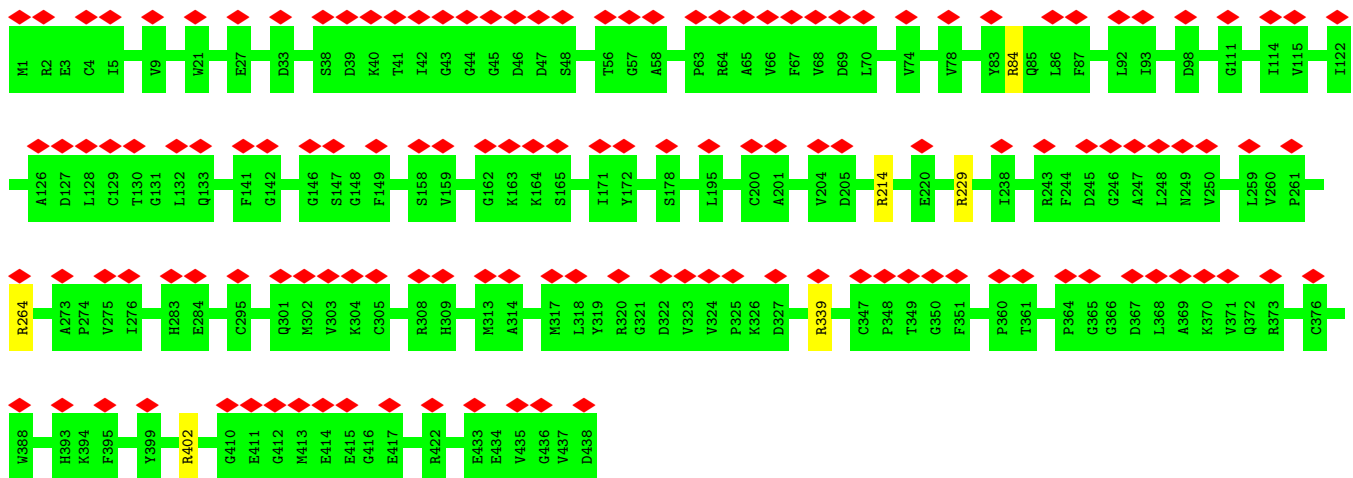 M1 R2 E3 C4 I5 V9 W21 E27 D33 S38 D39 K40 T41 I42 G43 G44 G45 D46 D47 S48 T56 G57 A58 P63 R64 A65 V66 F67 V68 D69 L70 V74 V78 Y83 R84 Q85 L86 F87 L92 I93 D98 G111 I114 V115 I122
A126 D127 L128 C129 T130 G131 L132 Q133 F141 G142 G146 S147 G148 F149 S158 V159 G162 K163 K164 S165 I171 Y172 S178 L195 C200 A201 V204 D205 R214 E220 R229 I238 R243 F244 D245 G246 A247 L248 N249 V250 L259 V260 P261
R264 A273 P274 V275 I276 H283 E284 C295 Q301 M302 V303 K304 C305 R308 H309 M313 A314 M317 L318 Y319 R320 G321 D322 V323 V324 P325 K326 D327 R339 C347 P348 T349 G350 F351 P360 T361 P364 G365 G366 D367 L368 A369 K370 V371 Q372 R373 C376
W388 H393 K394 F395 Y399 R402 G410 E411 G412 M413 E414 E415 G416 E417 R422 E433 E434 V435 G436 V437 D438